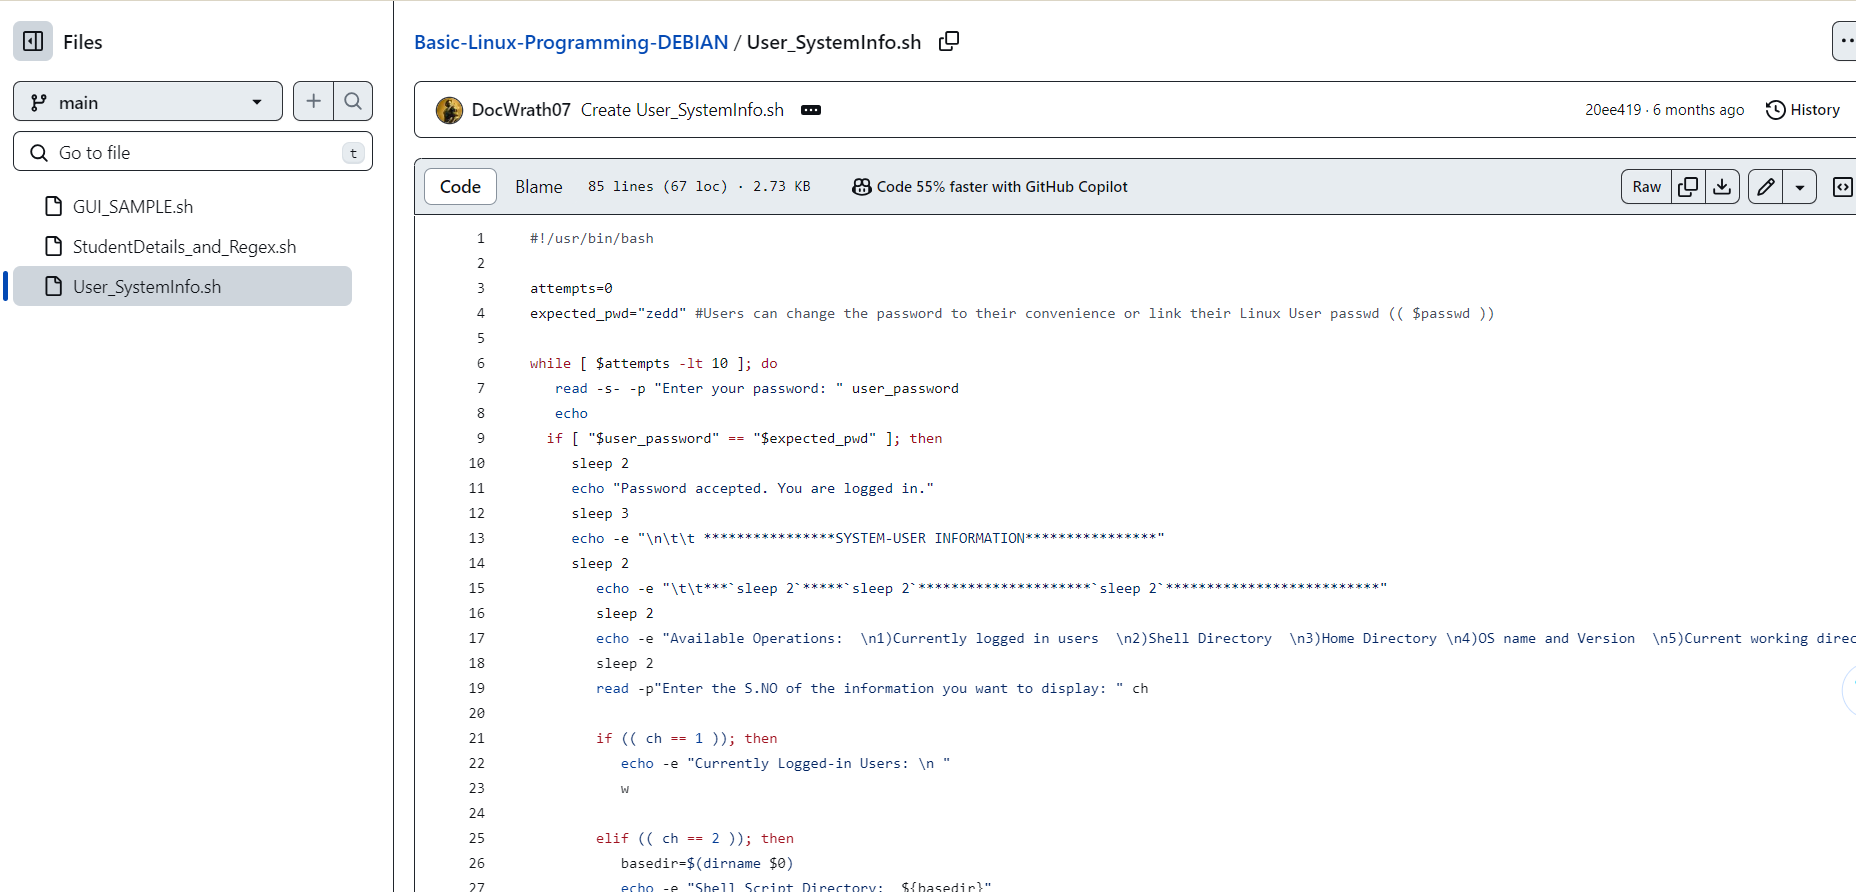 Files
main
Go to file
t
GUI_SAMPLE.sh
StudentDetails_and_Regex.sh
User_SystemInfo.sh
Basic-Linux-Programming-DEBIAN / User_SystemInfo.sh
DocWrath07 Create User_SystemInfo.sh
20ee419 · 6 months ago History
Code Blame 85 lines (67 loc) · 2.73 KB Code 55% faster with GitHub Copilot Raw
1 #!/usr/bin/bash
2
3 attempts=0
4 expected_pwd="zedd" #Users can change the password to their convenience or link their Linux User passwd (( $passwd ))
5
6 while [ $attempts -lt 10 ]; do
7 read -s- -p "Enter your password: " user_password
8 echo
9 if [ "$user_password" == "$expected_pwd" ]; then
10 sleep 2
11 echo "Password accepted. You are logged in."
12 sleep 3
13 echo -e "\n\t\t ****************SYSTEM-USER INFORMATION****************"
14 sleep 2
15 echo -e "\t\t***`sleep 2`*****`sleep 2`*********************`sleep 2`**************************"
16 sleep 2
17 echo -e "Available Operations:  \n1)Currently logged in users  \n2)Shell Directory  \n3)Home Directory \n4)OS name and Version  \n5)Current working direc
18 sleep 2
19 read -p"Enter the S.NO of the information you want to display: " ch
20
21 if (( ch == 1 )); then
22 echo -e "Currently Logged-in Users: \n "
23 w
24
25 elif (( ch == 2 )); then
26 basedir=$(dirname $0)
27 echo -e "Shell Script Directory:  ${basedir}"